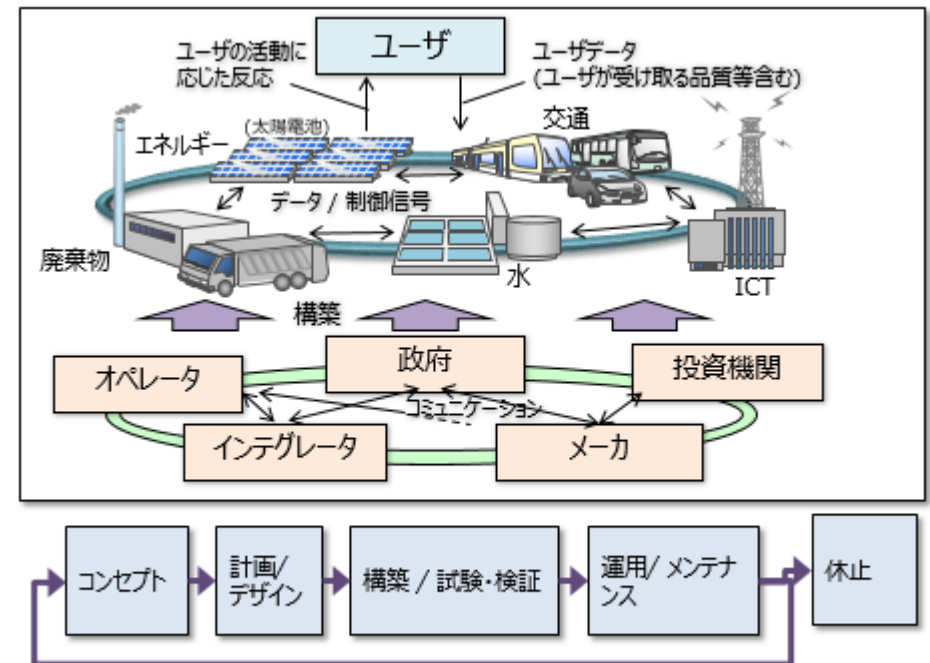 ユーザ
ユーザの活動に
応じた反応
ユーザデータ
(ユーザが受け取る品質等含む)
エネルギー
(太陽電池)
交通
データ / 制御信号
廃棄物
水
ICT
構築
オペレータ
政府
投資機関
コミュニケーション
インテグレータ
メーカ
コンセプト
計画/
デザイン
構築 / 試験・検証
運用/ メンテナ
ンス
休止